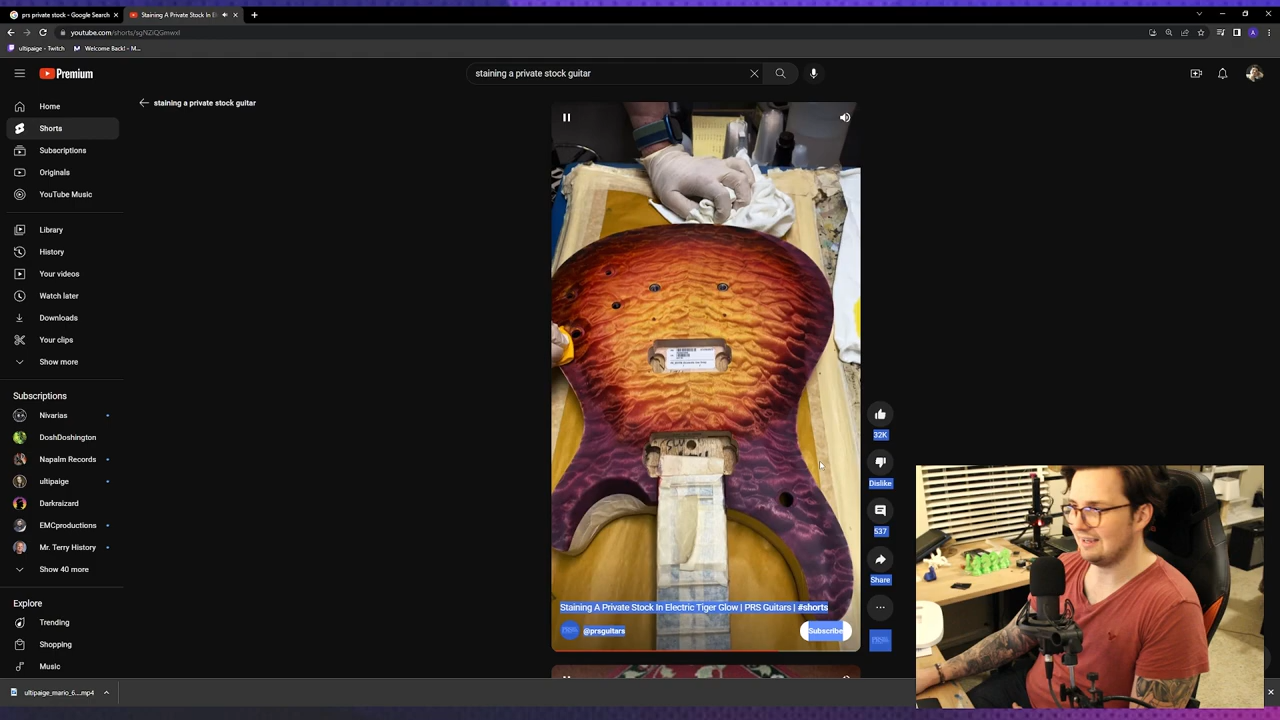 prs private stock - Google Search
Staining A Private Stock In El
youtube.com/shorts/sgNZiQGmwxI
ultipaige - Twitch
Welcome Back! - M...
Premium
staining a private stock guitar
Home
Shorts
Subscriptions
Originals
YouTube Music
Library
History
Your videos
Watch later
Downloads
Your clips
Show more
Subscriptions
Nivarias
DoshDoshington
Napalm Records
ultipaige
Darkraizard
EMCproductions
Mr. Terry History
Show 40 more
Explore
Trending
Shopping
Music
staining a private stock guitar
32K
Dislike
537
Share
Staining A Private Stock In Electric Tiger Glow | PRS Guitars | #shorts
@prsguitars
Subscribe
ultipaige_mario_6....mp4